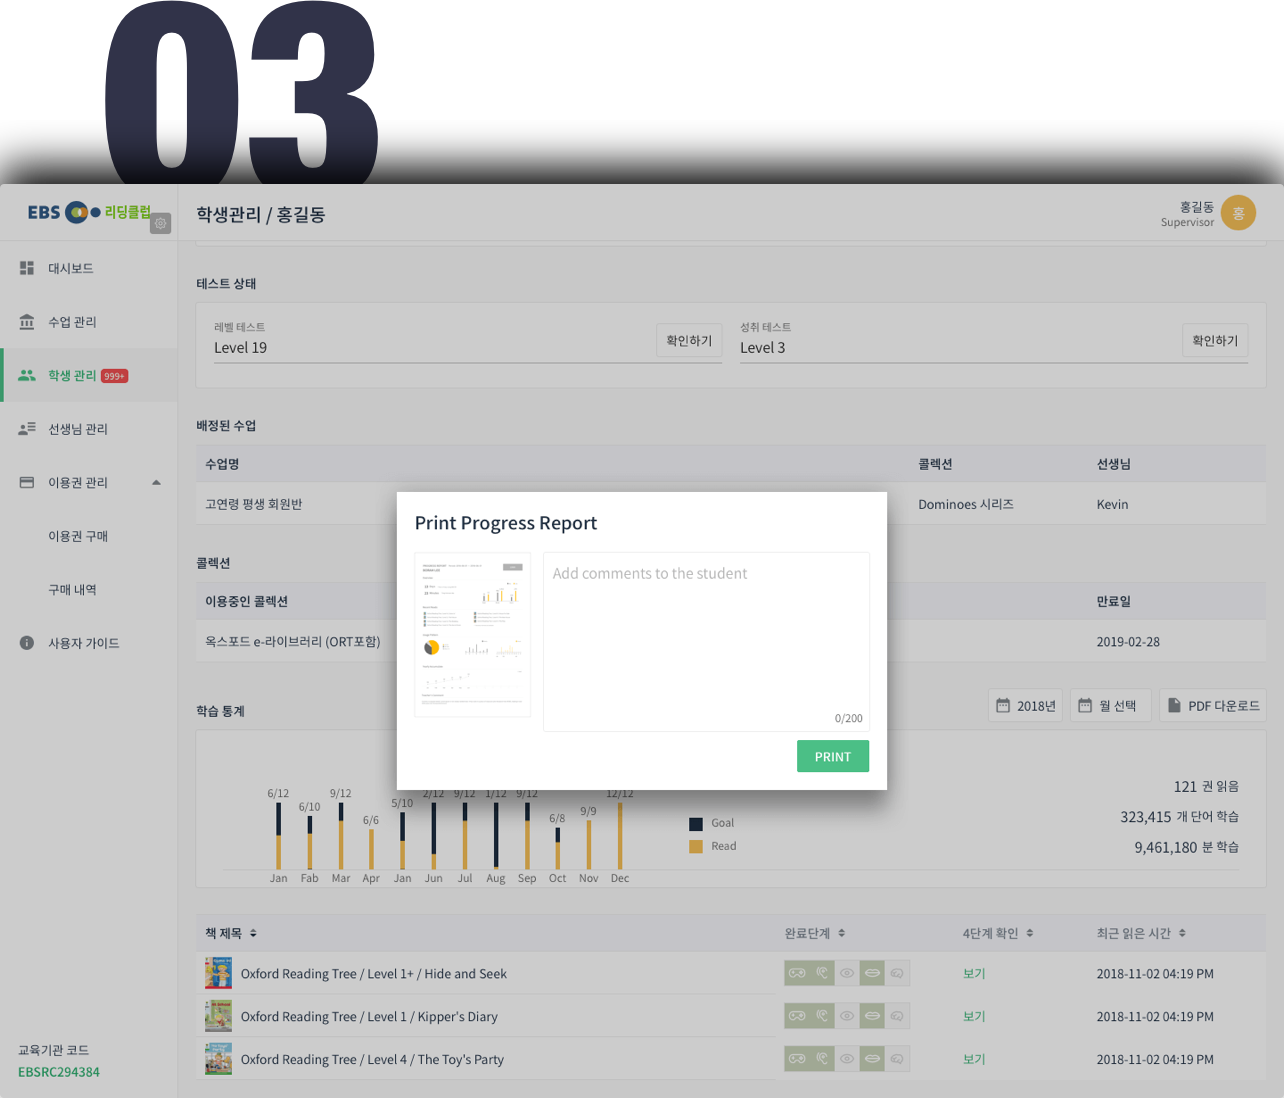 03
EBS 리딩클럽
학생관리 / 홍길동
홍길동
Supervisor
홍
대시보드
수업 관리
학생 관리 999+
선생님 관리
이용권 관리
이용권 구매
구매 내역
사용자 가이드
교육기관 코드
EBSRC294384
테스트 상태
레벨 테스트
Level 19
확인하기
성취 테스트
Level 3
확인하기
배정된 수업
수업명 콜렉션 선생님
고연령 평생 회원반 Dominoes 시리즈 Kevin
콜렉션
이용중인 콜렉션 만료일
옥스포드 e-라이브러리 (ORT포함) 2019-02-28
Print Progress Report
Add comments to the student
0/200
PRINT
학습 통계
2018년 월 선택 PDF 다운로드
6/12 6/10 9/12 6/6 5/10 2/12 9/12 1/12 9/12 6/8 9/9 12/12
Jan Fab Mar Apr Jan Jun Jul Aug Sep Oct Nov Dec
Goal
Read
121 권 읽음
323,415 개 단어 학습
9,461,180 분 학습
책 제목 완료단계 4단계 확인 최근 읽은 시간
Oxford Reading Tree / Level 1+ / Hide and Seek 보기 2018-11-02 04:19 PM
Oxford Reading Tree / Level 1 / Kipper's Diary 보기 2018-11-02 04:19 PM
Oxford Reading Tree / Level 4 / The Toy's Party 보기 2018-11-02 04:19 PM